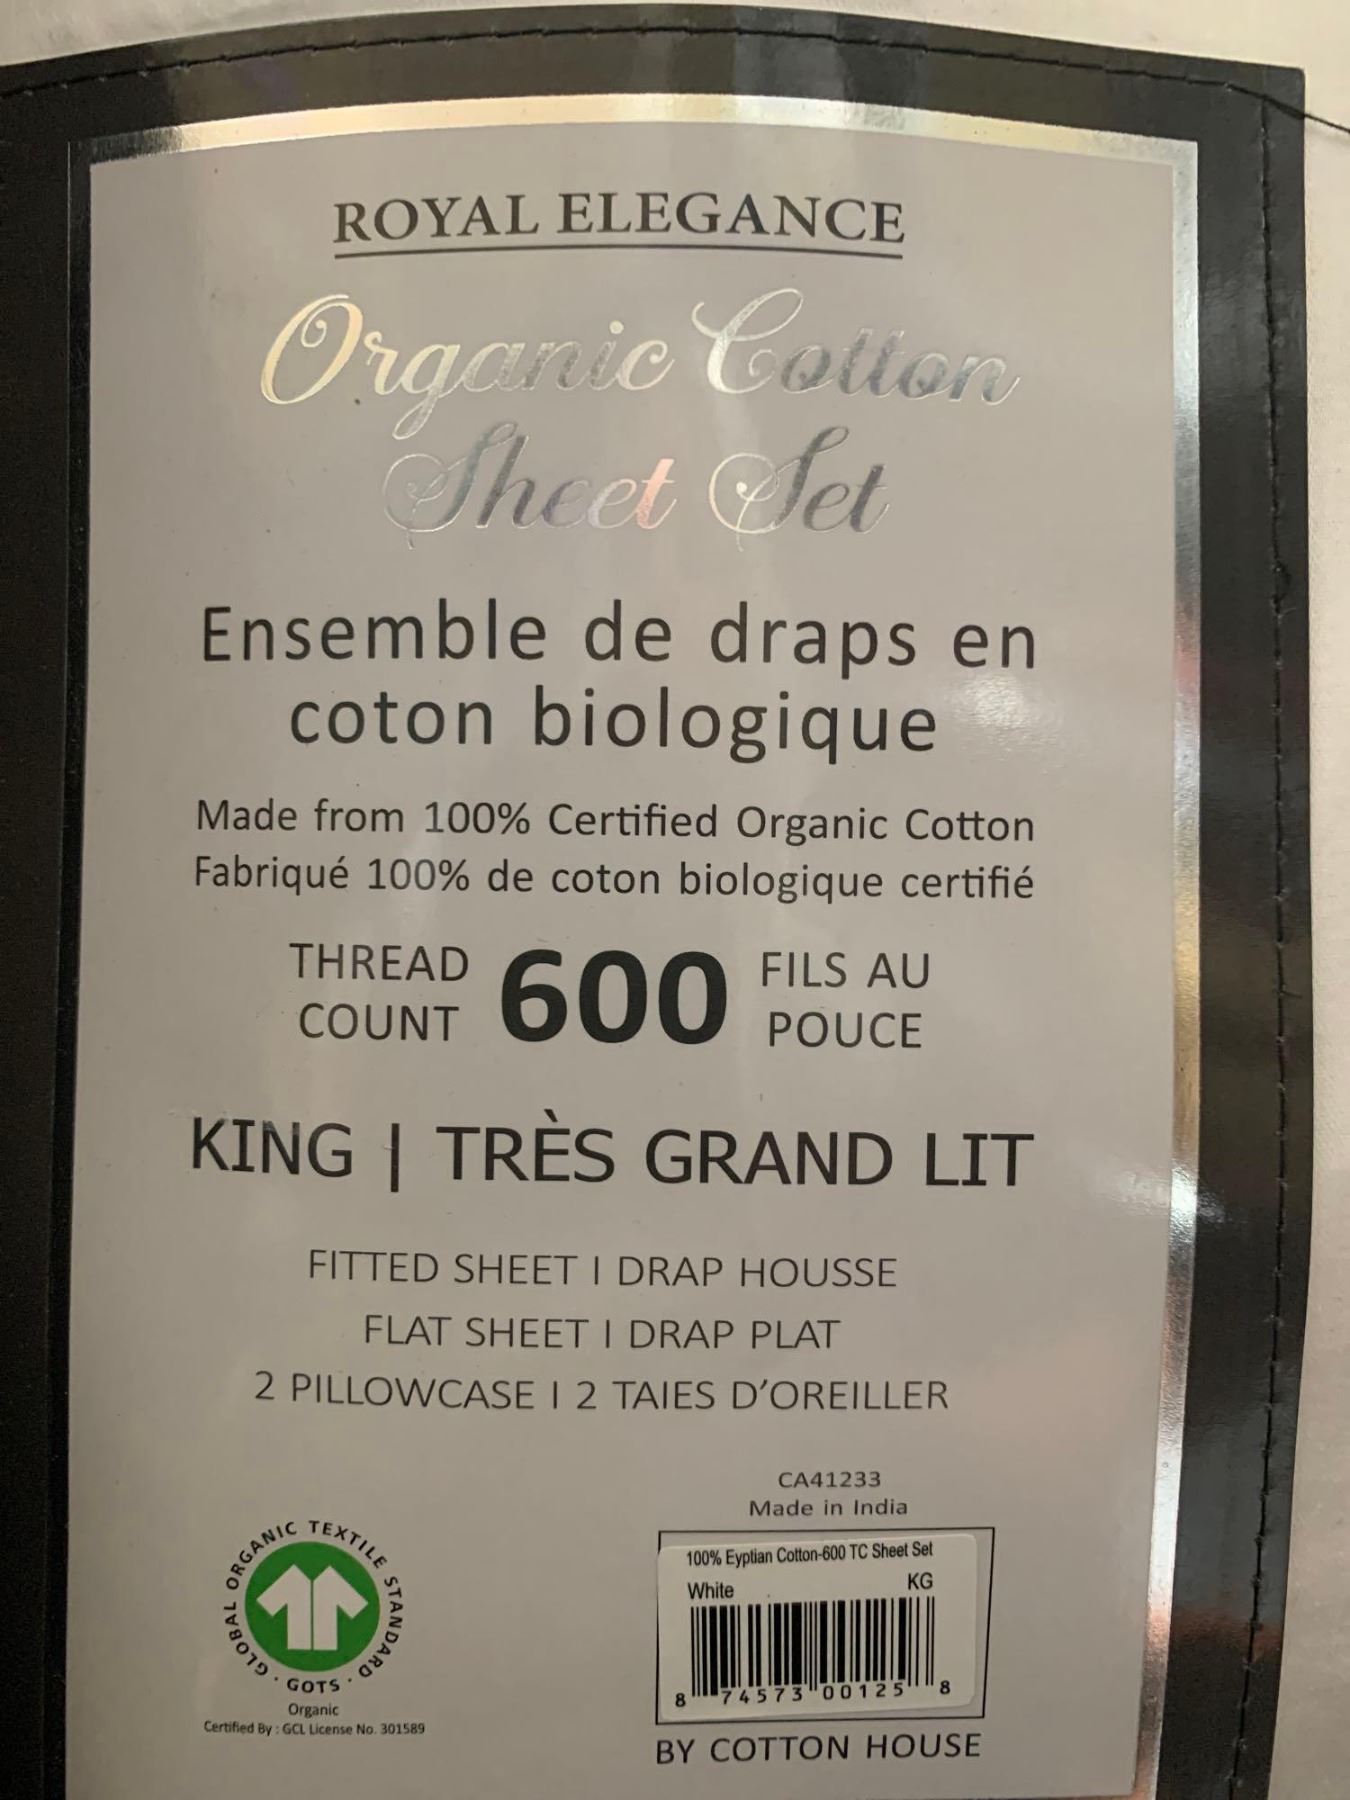 ROYAL ELEGANCE
Organic Cotton
Sheet Set
Ensemble de draps en
coton biologique
Made from 100% Certified Organic Cotton
Fabriqué 100% de coton biologique certifié
THREAD COUNT 600 FILS AU POUCE
KING | TRÈS GRAND LIT
FITTED SHEET I DRAP HOUSSE
FLAT SHEET I DRAP PLAT
2 PILLOWCASE I 2 TAIES D'OREILLER
GLOBAL ORGANIC TEXTILE STANDARD · GOTS ·
Organic
Certified By : GCL License No. 301589
CA41233
Made in India
100% Eyptian Cotton-600 TC Sheet Set
White KG
8 74573 00125 8
BY COTTON HOUSE